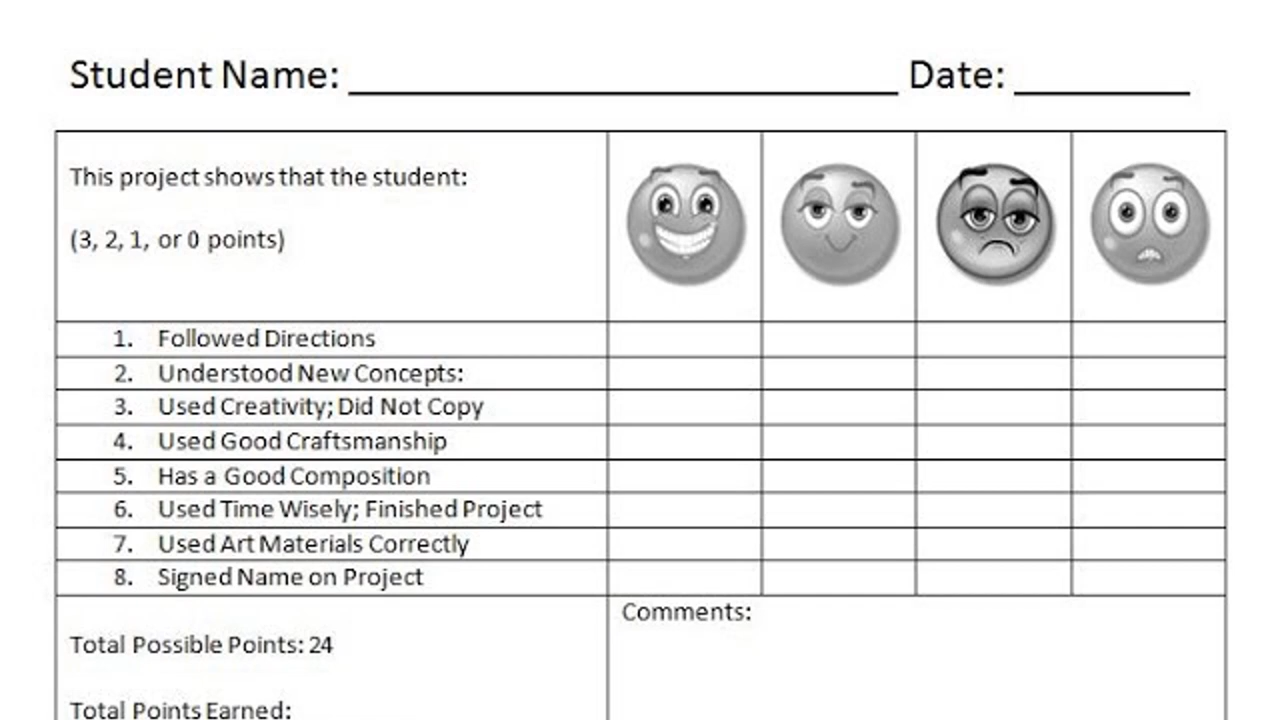 Student Name: ______________________ Date: _______
This project shows that the student:
(3, 2, 1, or 0 points)
1. Followed Directions
2. Understood New Concepts:
3. Used Creativity; Did Not Copy
4. Used Good Craftsmanship
5. Has a Good Composition
6. Used Time Wisely; Finished Project
7. Used Art Materials Correctly
8. Signed Name on Project
Comments:
Total Possible Points: 24
Total Points Earned: